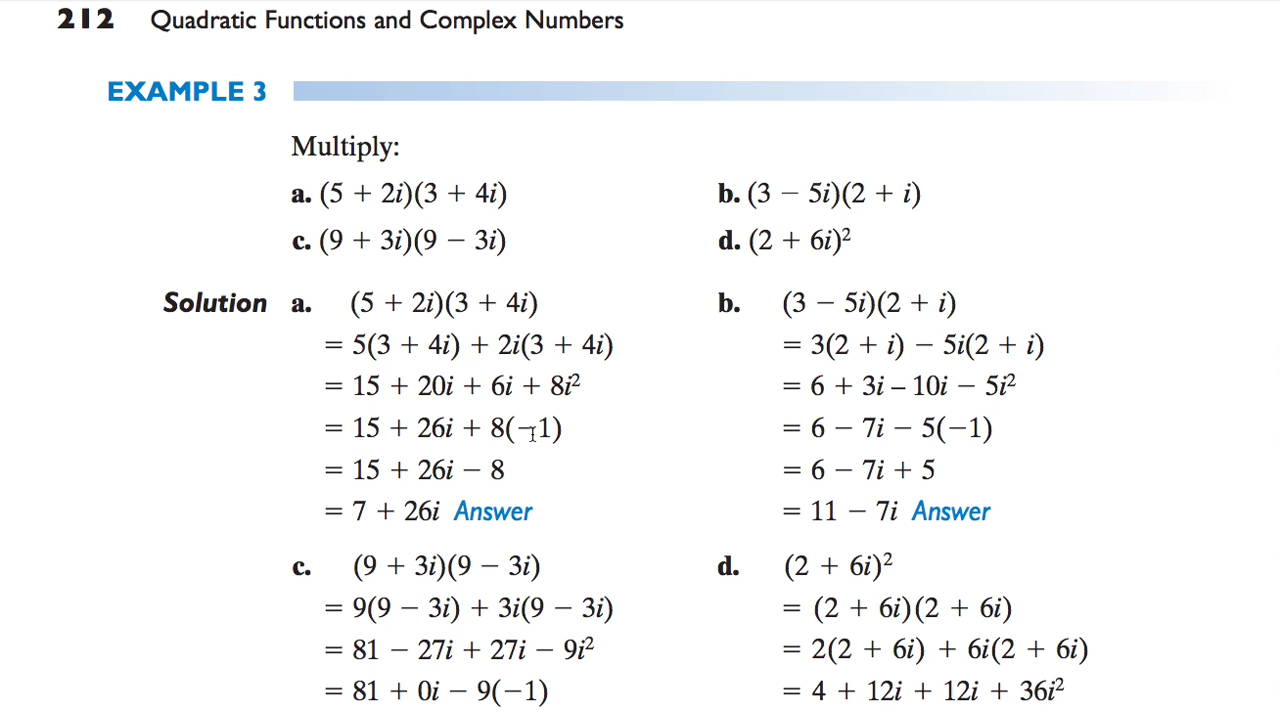 212 Quadratic Functions and Complex Numbers
EXAMPLE 3
Multiply:
a. (5 + 2i)(3 + 4i) b. (3 − 5i)(2 + i)
c. (9 + 3i)(9 − 3i) d. (2 + 6i)²
Solution a. (5 + 2i)(3 + 4i)
= 5(3 + 4i) + 2i(3 + 4i)
= 15 + 20i + 6i + 8i²
= 15 + 26i + 8(−1)
= 15 + 26i − 8
= 7 + 26i Answer
b. (3 − 5i)(2 + i)
= 3(2 + i) − 5i(2 + i)
= 6 + 3i – 10i − 5i²
= 6 − 7i − 5(−1)
= 6 − 7i + 5
= 11 − 7i Answer
c. (9 + 3i)(9 − 3i)
= 9(9 − 3i) + 3i(9 − 3i)
= 81 − 27i + 27i − 9i²
= 81 + 0i − 9(−1)
d. (2 + 6i)²
= (2 + 6i)(2 + 6i)
= 2(2 + 6i) + 6i(2 + 6i)
= 4 + 12i + 12i + 36i²